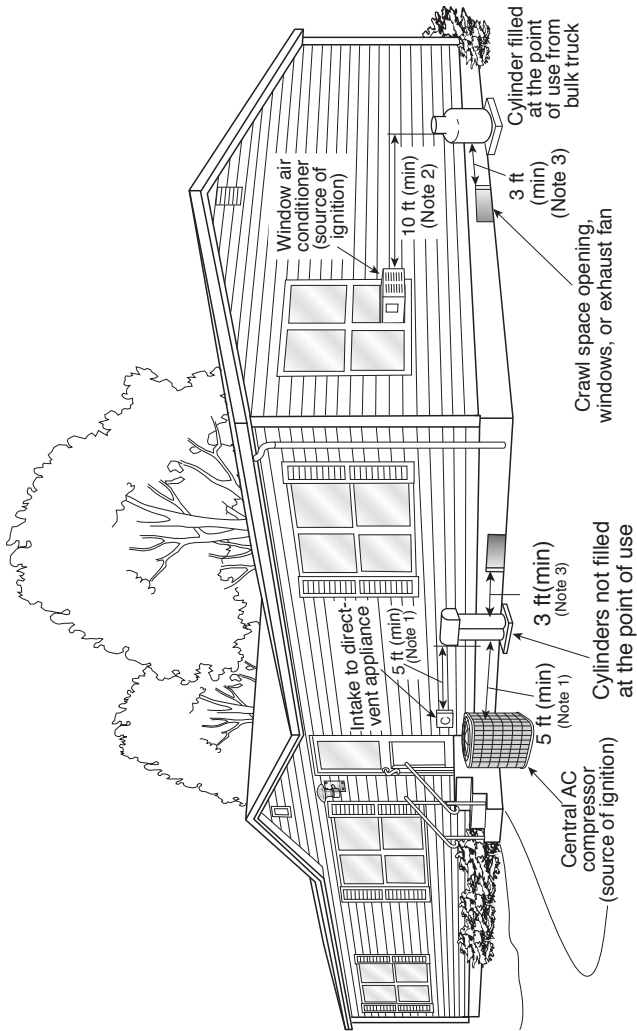 Intake to direct-
vent appliance
5 ft (min)
(Note 1)
C
Central AC
compressor
(source of ignition)
5 ft (min)
(Note 1)
3 ft(min)
(Note 3)
Cylinders not filled
at the point of use
Window air
conditioner
(source of
ignition)
10 ft (min)
(Note 2)
3 ft
(min)
(Note 3)
Crawl space opening,
windows, or exhaust fan
Cylinder filled
at the point
of use from
bulk truck